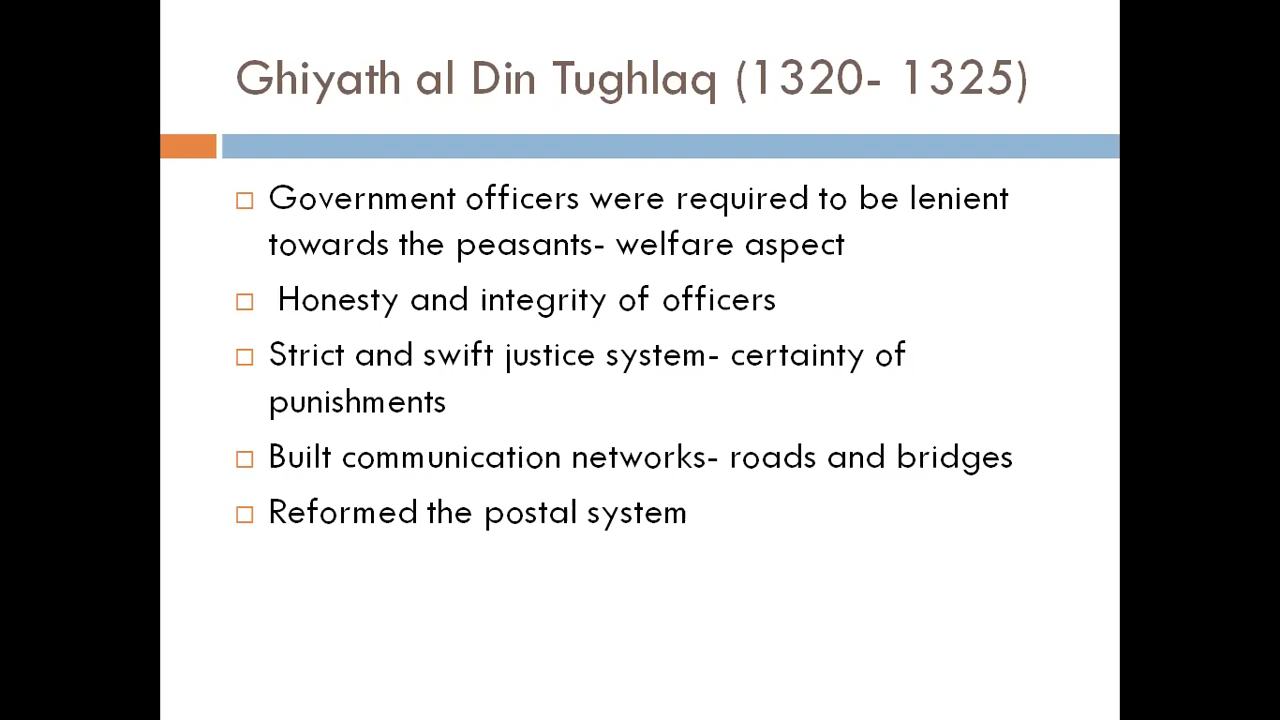 Ghiyath al Din Tughlaq (1320- 1325)
Government officers were required to be lenient
towards the peasants- welfare aspect
Honesty and integrity of officers
Strict and swift justice system- certainty of
punishments
Built communication networks- roads and bridges
Reformed the postal system